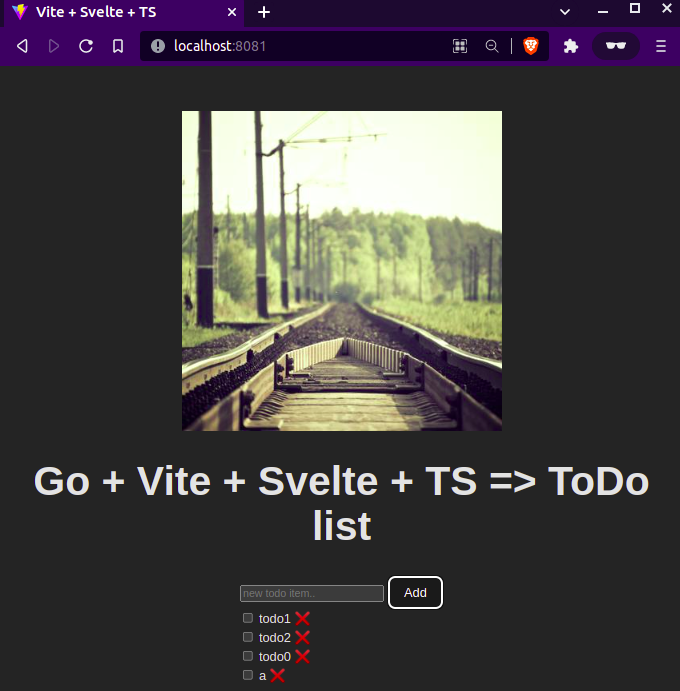 Vite + Svelte + TS
localhost:8081
Go + Vite + Svelte + TS => ToDo
list
new todo item.. Add
todo1
todo2
todo0
a